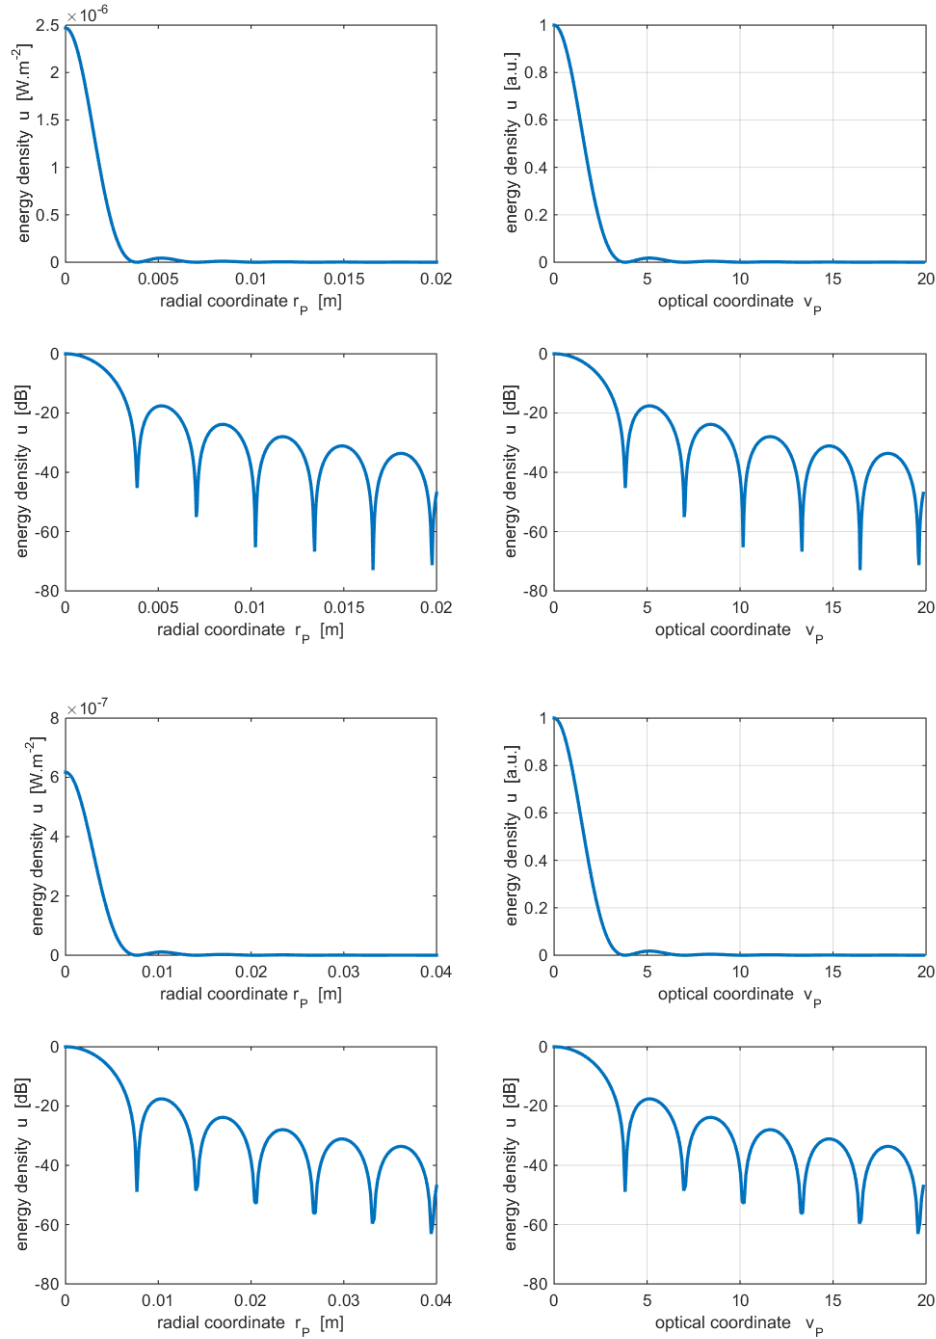 ×10-6
2.5
2
1.5
1
0.5
0
energy density u [W.m-2]
0 0.005 0.01 0.015 0.02
radial coordinate rP [m]
1
0.8
0.6
0.4
0.2
0
energy density u [a.u.]
0 5 10 15 20
optical coordinate vP
0
-20
-40
-60
-80
energy density u [dB]
0 0.005 0.01 0.015 0.02
radial coordinate rP [m]
0
-20
-40
-60
-80
energy density u [dB]
0 5 10 15 20
optical coordinate vP
×10-7
8
6
4
2
0
energy density u [W.m-2]
0 0.01 0.02 0.03 0.04
radial coordinate rP [m]
1
0.8
0.6
0.4
0.2
0
energy density u [a.u.]
0 5 10 15 20
optical coordinate vP
0
-20
-40
-60
-80
energy density u [dB]
0 0.01 0.02 0.03 0.04
radial coordinate rP [m]
0
-20
-40
-60
-80
energy density u [dB]
0 5 10 15 20
optical coordinate vP